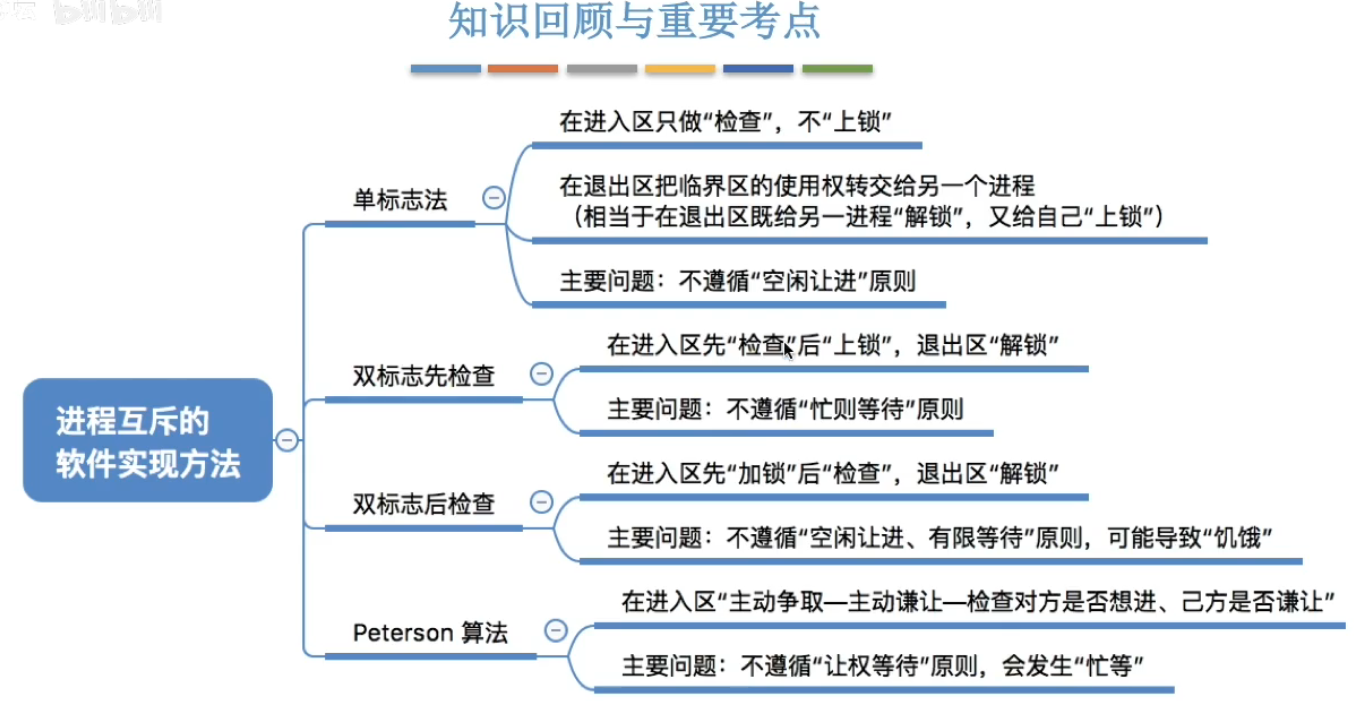 知识回顾与重要考点
在进入区只做“检查”，不“上锁”
在退出区把临界区的使用权转交给另一个进程
（相当于在退出区既给另一进程“解锁”，又给自己“上锁”）
单标志法
主要问题：不遵循“空闲让进”原则
在进入区先“检查”后“上锁”，退出区“解锁”
双标志先检查
主要问题：不遵循“忙则等待”原则
进程互斥的
软件实现方法
在进入区先“加锁”后“检查”，退出区“解锁”
双标志后检查
主要问题：不遵循“空闲让进、有限等待”原则，可能导致“饥饿”
在进入区“主动争取—主动谦让—检查对方是否想进、己方是否谦让”
Peterson 算法
主要问题：不遵循“让权等待”原则，会发生“忙等”